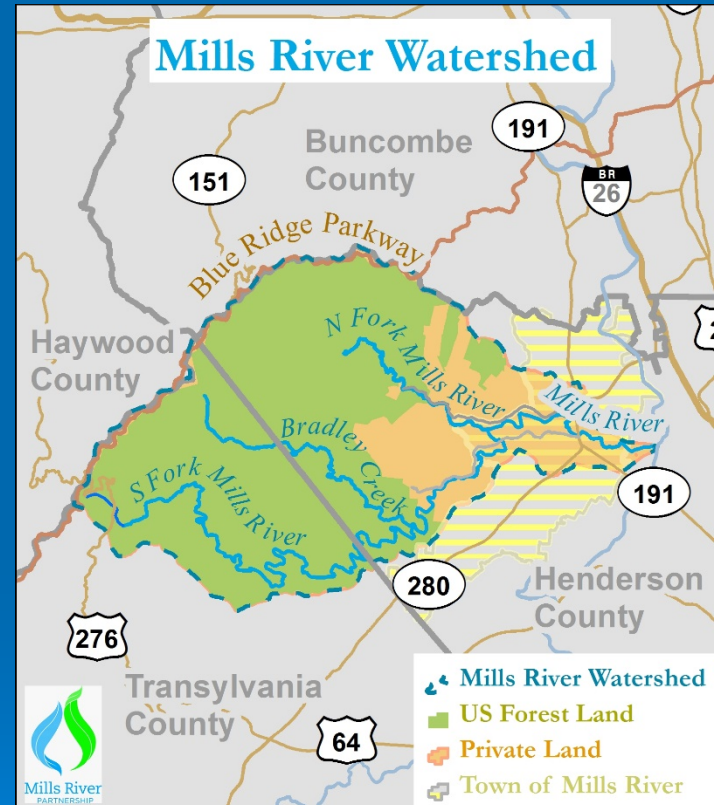 Mills River Watershed
191
Buncombe
County
151
BR
26
Blue Ridge Parkway
2
Haywood
County
N Fork Mills River
Mills River
Bradley Creek
S Fork Mills River
191
280
Henderson
County
276
Transylvania
County
64
Mills River Watershed
US Forest Land
Private Land
Town of Mills River
Mills River
PARTNERSHIP